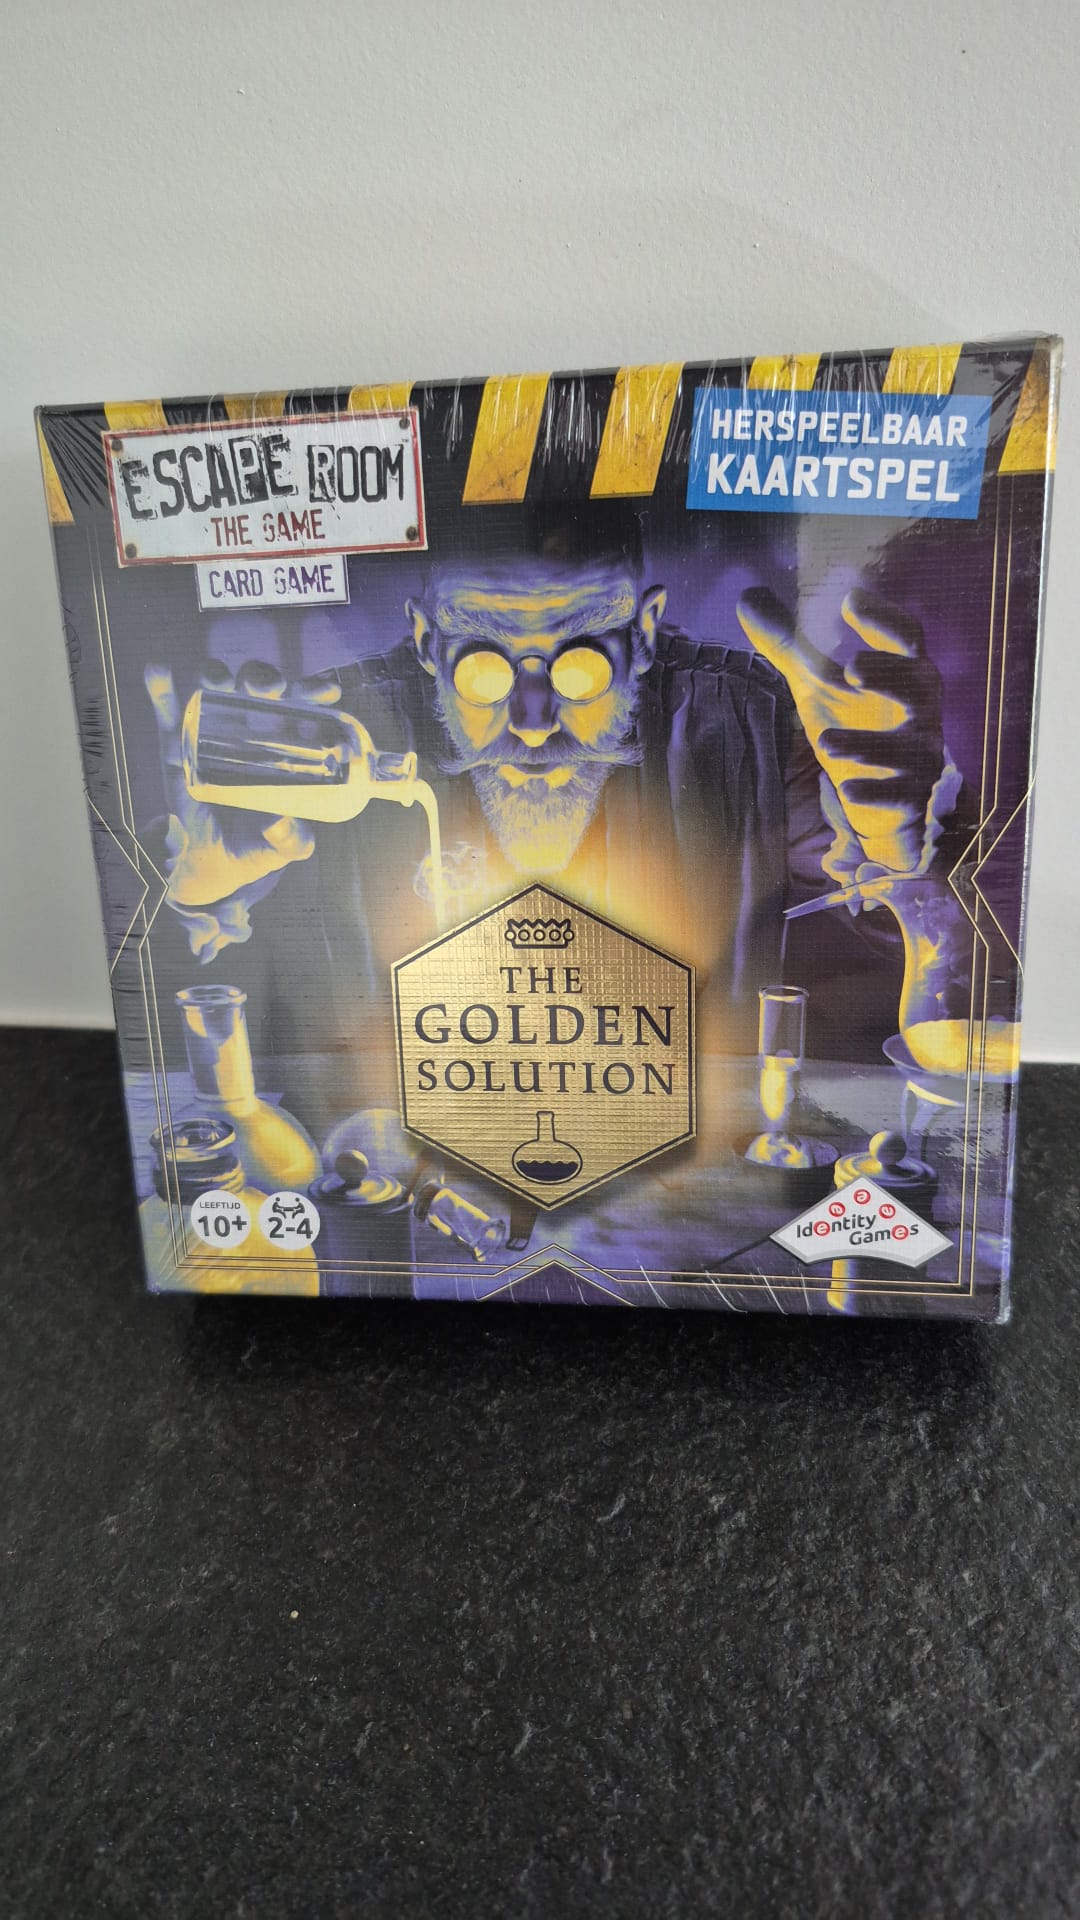 ESCAPE ROOM
THE GAME
CARD GAME
HERSPEELBAAR
KAARTSPEL
THE
GOLDEN
SOLUTION
LEEFTIJD
10+
2-4
Identity
Games